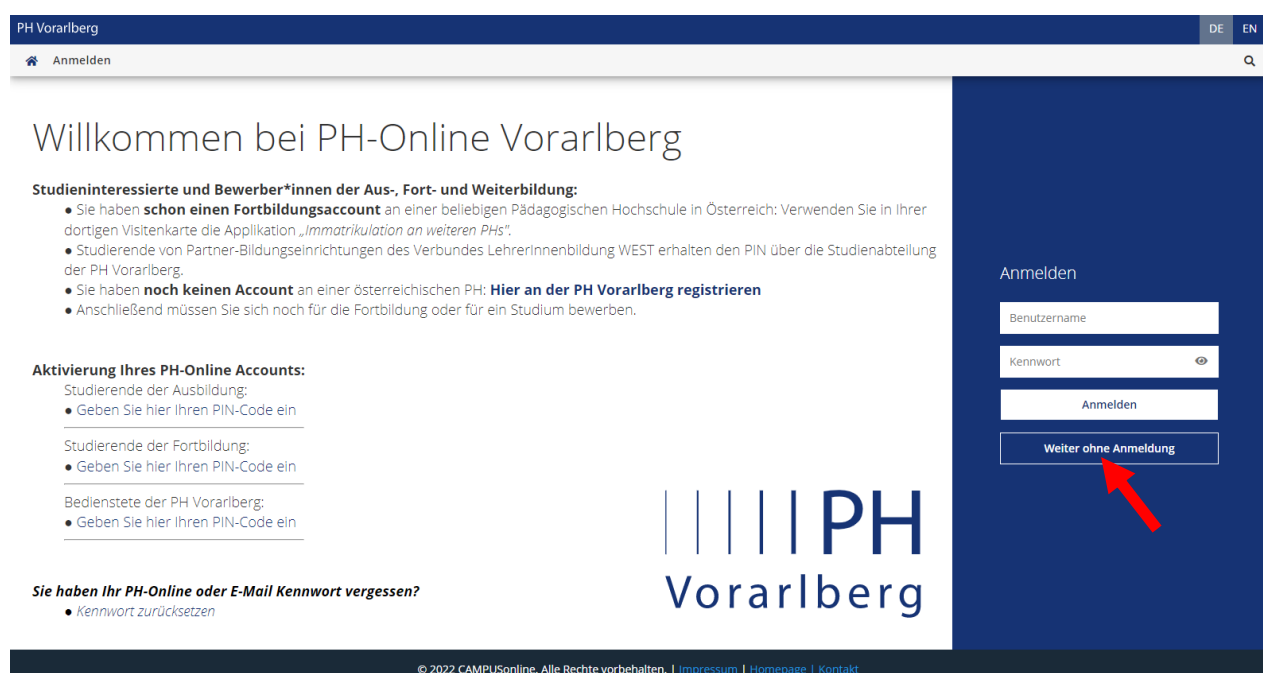 PH Vorarlberg
DE EN
Anmelden
Willkommen bei PH-Online Vorarlberg
Studieninteressierte und Bewerber*innen der Aus-, Fort- und Weiterbildung:
● Sie haben schon einen Fortbildungsaccount an einer beliebigen Pädagogischen Hochschule in Österreich: Verwenden Sie in Ihrer
dortigen Visitenkarte die Applikation „Immatrikulation an weiteren PHs".
● Studierende von Partner-Bildungseinrichtungen des Verbundes LehrerInnenbildung WEST erhalten den PIN über die Studienabteilung
der PH Vorarlberg.
● Sie haben noch keinen Account an einer österreichischen PH: Hier an der PH Vorarlberg registrieren
● Anschließend müssen Sie sich noch für die Fortbildung oder für ein Studium bewerben.
Aktivierung Ihres PH-Online Accounts:
Studierende der Ausbildung:
● Geben Sie hier Ihren PIN-Code ein
Studierende der Fortbildung:
● Geben Sie hier Ihren PIN-Code ein
Bedienstete der PH Vorarlberg:
● Geben Sie hier Ihren PIN-Code ein
Sie haben Ihr PH-Online oder E-Mail Kennwort vergessen?
● Kennwort zurücksetzen
PH
Vorarlberg
Anmelden
Benutzername
Kennwort
Anmelden
Weiter ohne Anmeldung
© 2022 CAMPUSonline. Alle Rechte vorbehalten. | Impressum | Homepage | Kontakt